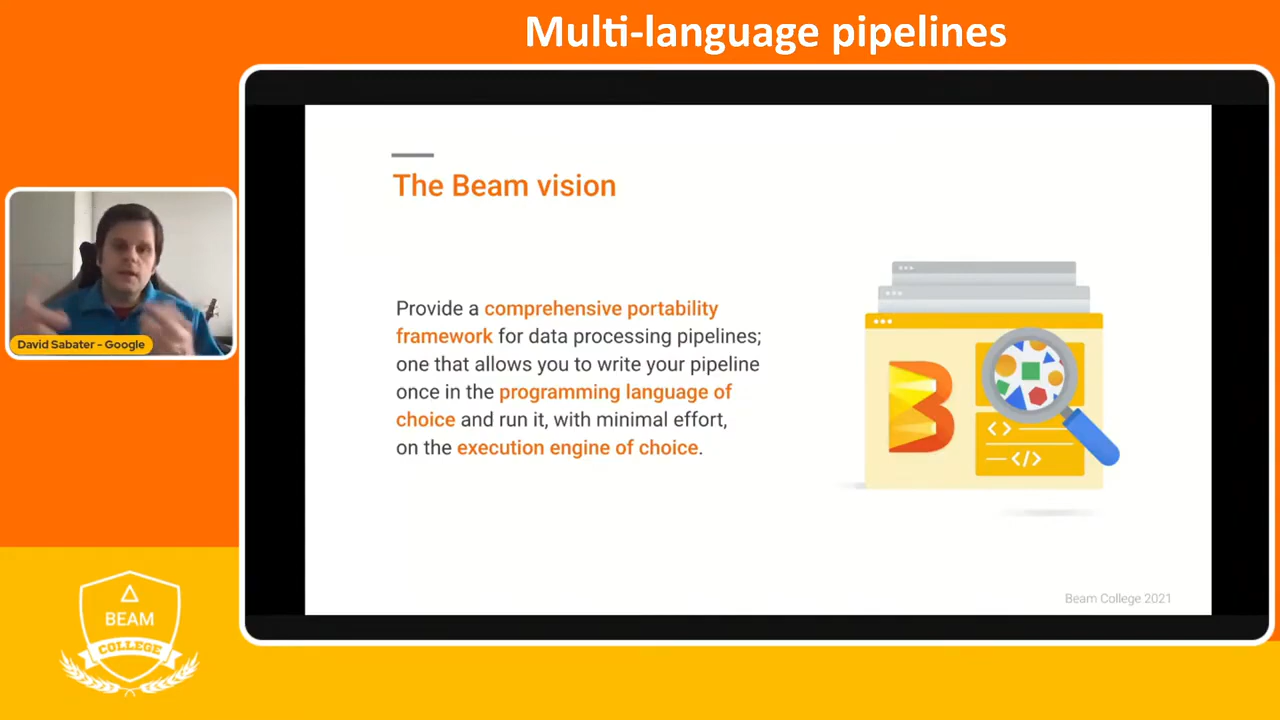 Multi-language pipelines
The Beam vision
Provide a comprehensive portability
framework for data processing pipelines;
one that allows you to write your pipeline
once in the programming language of
choice and run it, with minimal effort,
on the execution engine of choice.
B
<>
</>
Beam College 2021
David Sabater - Google
BEAM
COLLEGE